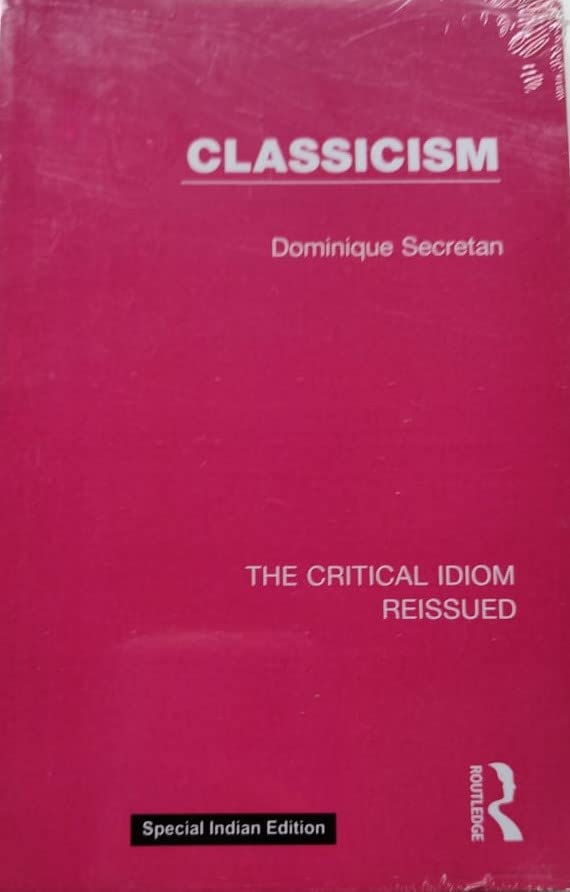 CLASSICISM
Dominique Secretan
THE CRITICAL IDIOM
REISSUED
ROUTLEDGE
Special Indian Edition